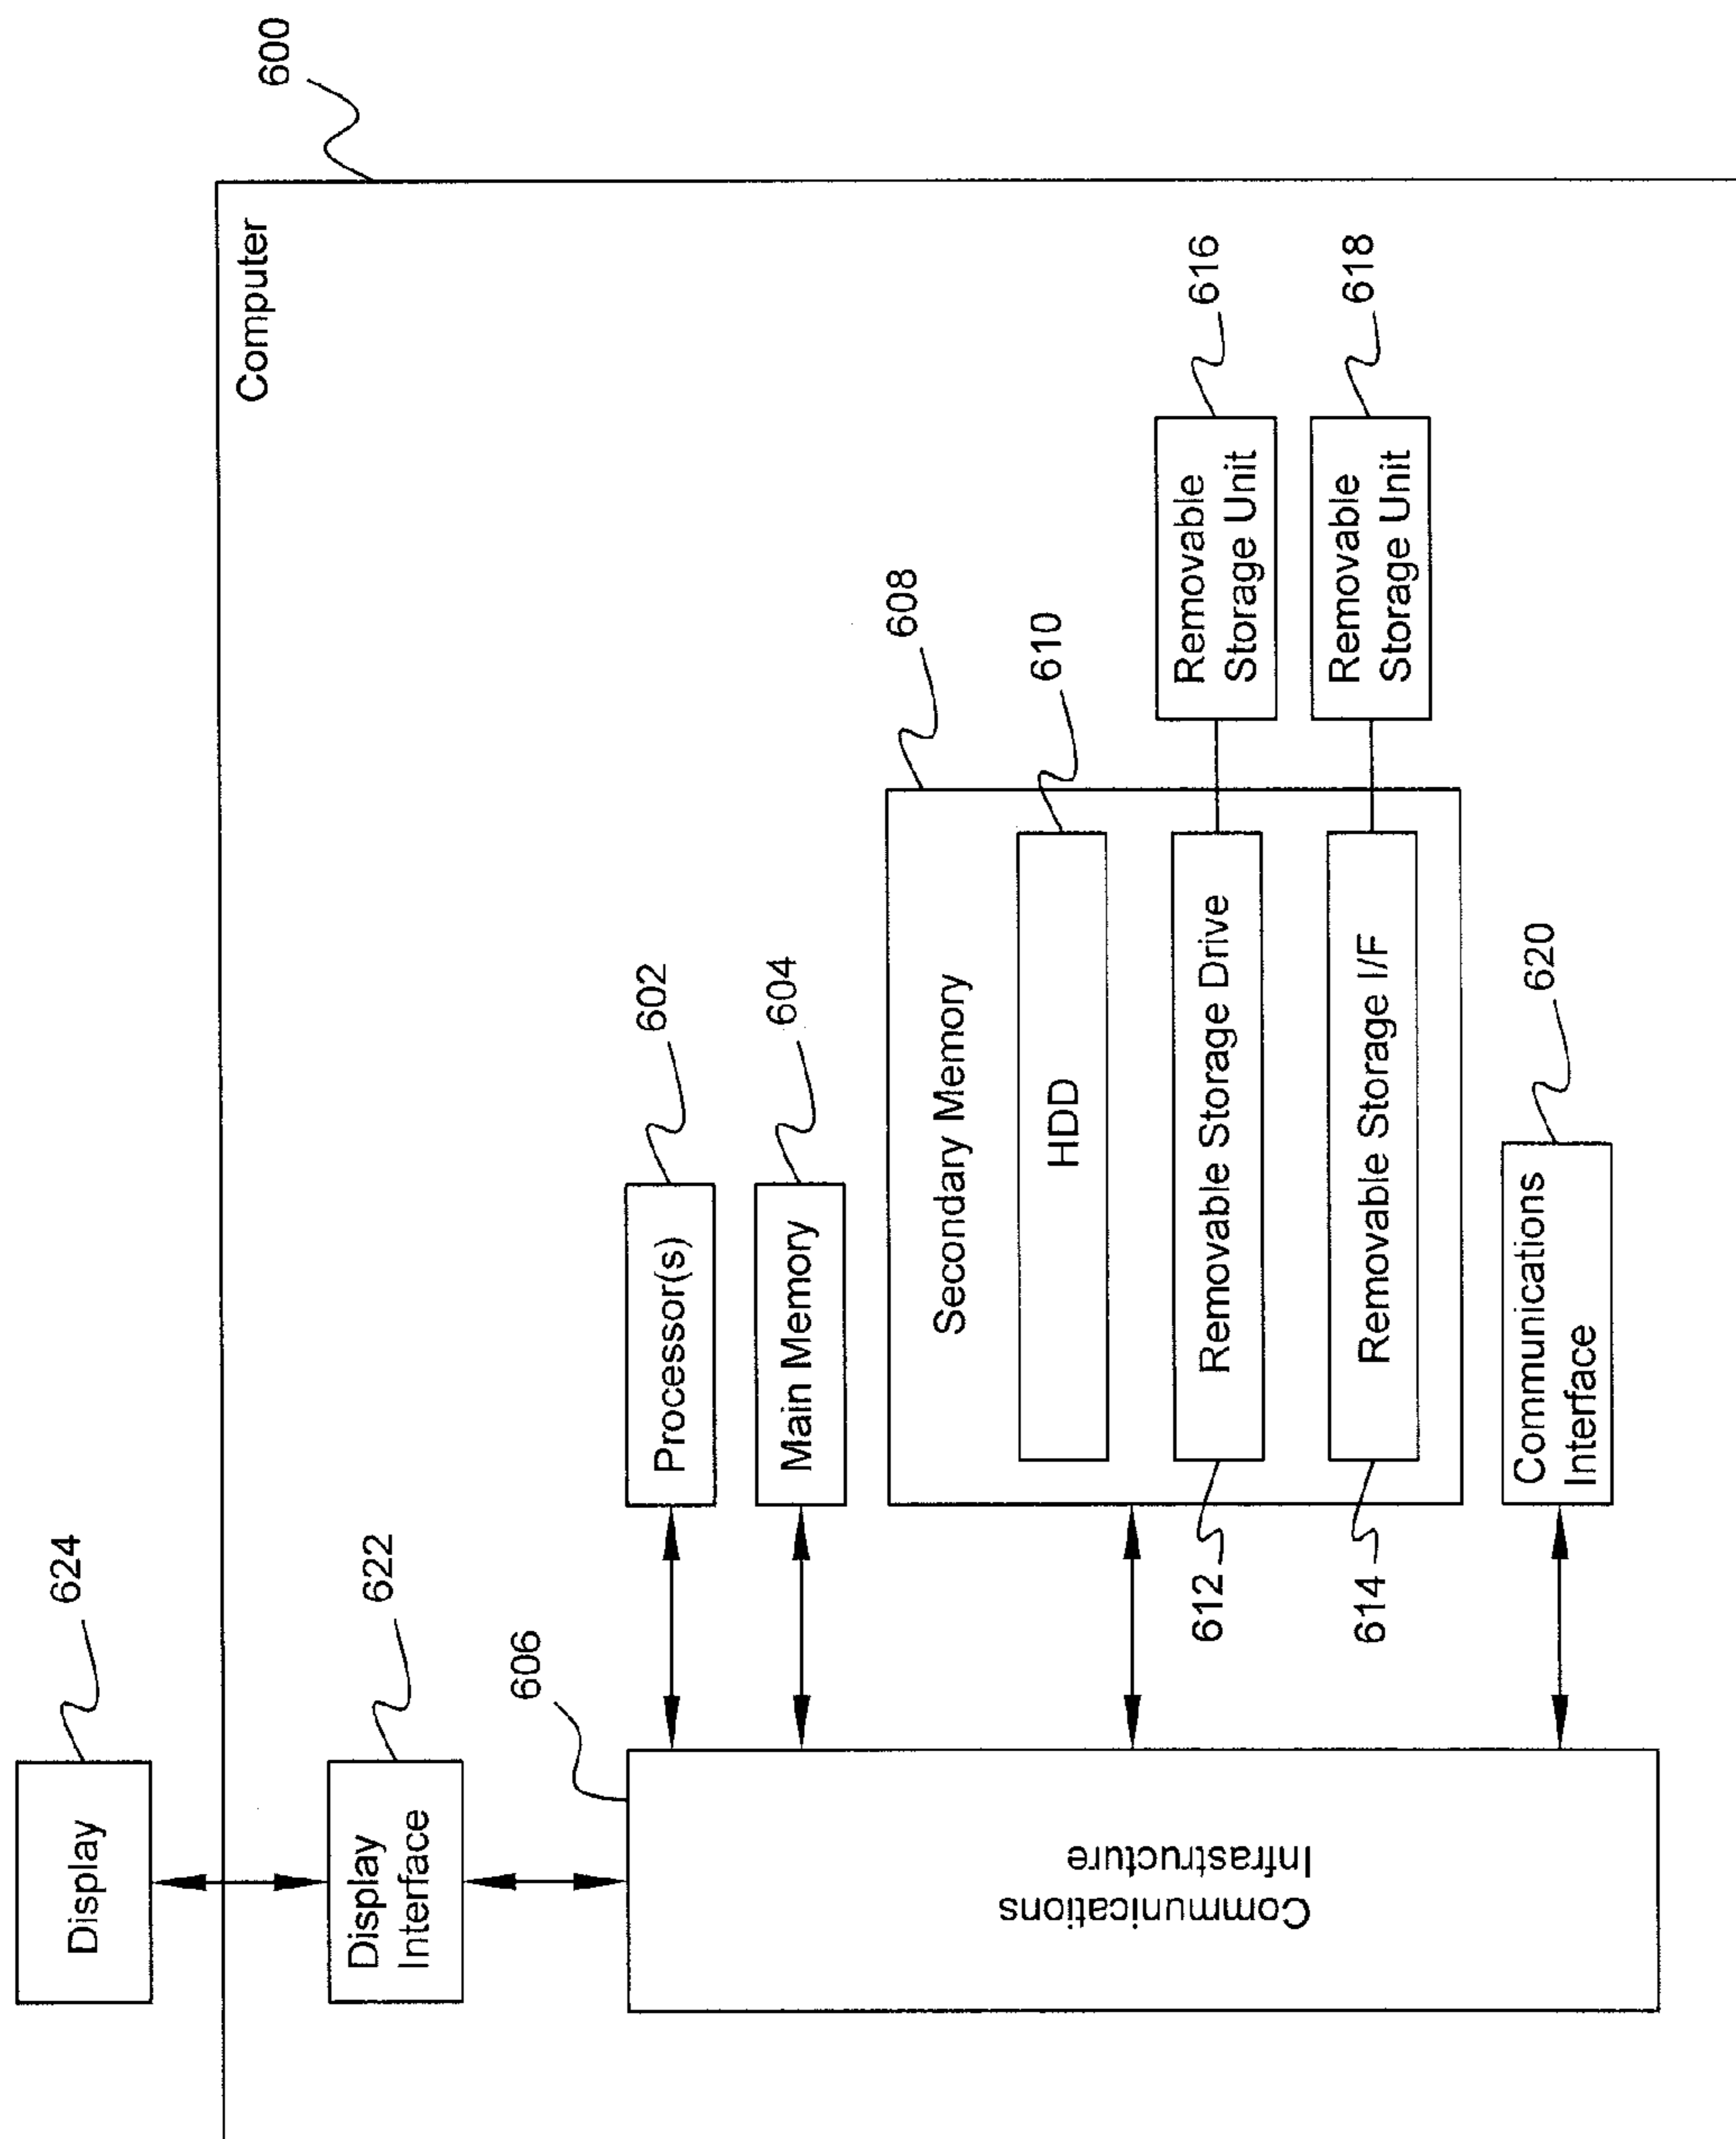 600
Computer
624
Display
622
Display
Interface
606
Communications
Infrastructure
602
Processor(s)
604
Main Memory
608
Secondary Memory
610
HDD
612
Removable Storage Drive
616
Removable
Storage Unit
614
Removable Storage I/F
618
Removable
Storage Unit
620
Communications
Interface